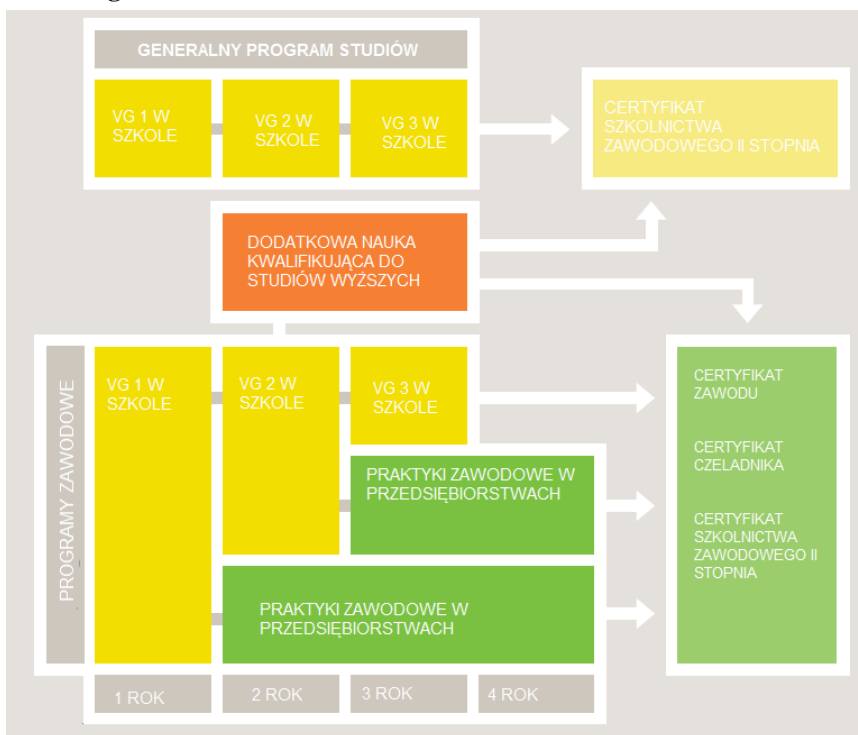 GENERALNY PROGRAM STUDIÓW
VG 1 W
SZKOLE
VG 2 W
SZKOLE
VG 3 W
SZKOLE
CERTYFIKAT
SZKOLNICTWA
ZAWODOWEGO II STOPNIA
DODATKOWA NAUKA
KWALIFIKUJĄCA DO
STUDIÓW WYŻSZYCH
PROGRAMY ZAWODOWE
VG 1 W
SZKOLE
VG 2 W
SZKOLE
VG 3 W
SZKOLE
PRAKTYKI ZAWODOWE W
PRZEDSIĘBIORSTWACH
PRAKTYKI ZAWODOWE W
PRZEDSIĘBIORSTWACH
CERTYFIKAT
ZAWODU
CERTYFIKAT
CZELADNIKA
CERTYFIKAT
SZKOLNICTWA
ZAWODOWEGO II
STOPNIA
1 ROK
2 ROK
3 ROK
4 ROK